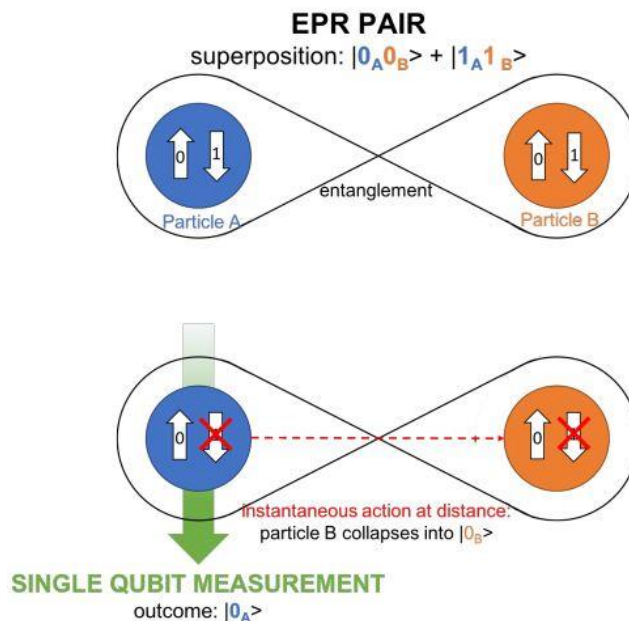 EPR PAIR
superposition: |0A0B> + |1A1B>
0 1
0 1
entanglement
Particle A
Particle B
0
0
instantaneous action at distance:
particle B collapses into |0B>
SINGLE QUBIT MEASUREMENT
outcome: |0A>